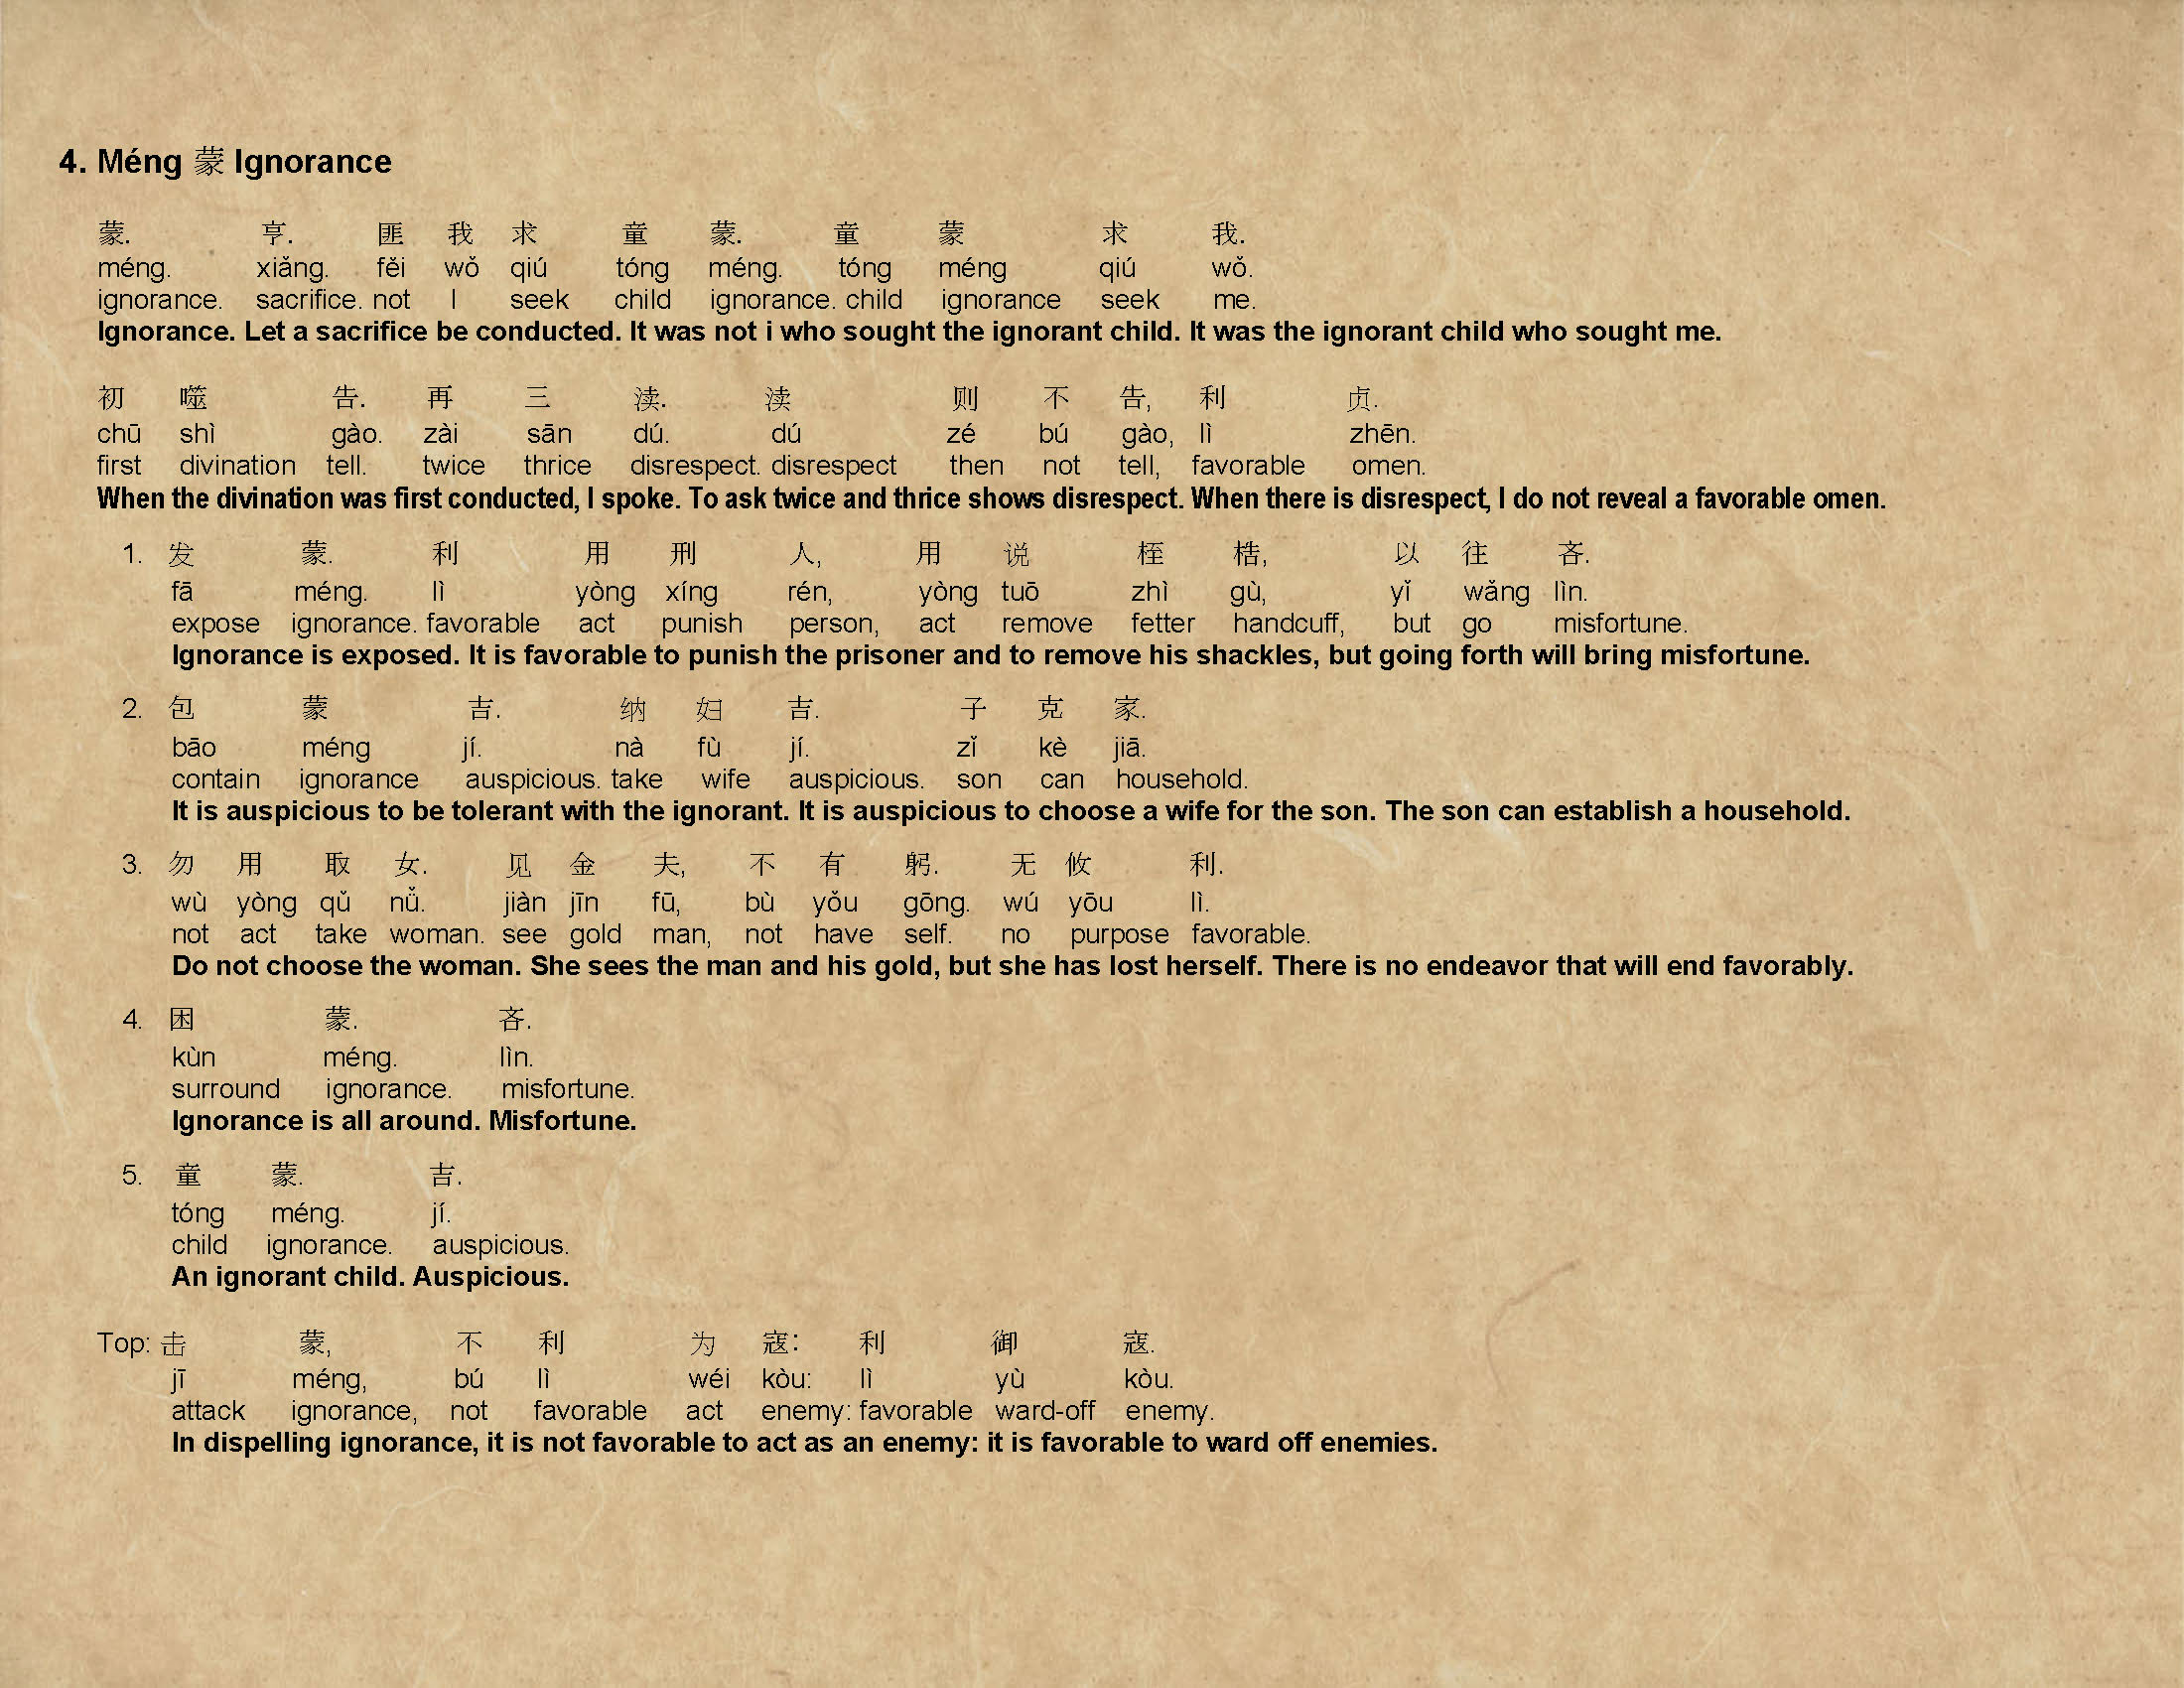 4. Méng 蒙 Ignorance
蒙. 亨. 匪 我 求 童 蒙. 童 蒙 求 我.
méng. xiǎng. fěi wǒ qiú tóng méng. tóng méng qiú wǒ.
ignorance. sacrifice. not I seek child ignorance. child ignorance seek me.
Ignorance. Let a sacrifice be conducted. It was not i who sought the ignorant child. It was the ignorant child who sought me.
初 噬 告. 再 三 渎. 渎 则 不 告, 利 贞.
chū shì gào. zài sān dú. dú zé bú gào, lì zhēn.
first divination tell. twice thrice disrespect. disrespect then not tell, favorable omen.
When the divination was first conducted, I spoke. To ask twice and thrice shows disrespect. When there is disrespect, I do not reveal a favorable omen.
1. 发 蒙. 利 用 刑 人, 用 说 桎 梏, 以 往 吝.
fā méng. lì yòng xíng rén, yòng tuō zhì gù, yǐ wǎng lìn.
expose ignorance. favorable act punish person, act remove fetter handcuff, but go misfortune.
Ignorance is exposed. It is favorable to punish the prisoner and to remove his shackles, but going forth will bring misfortune.
2. 包 蒙 吉. 纳 妇 吉. 子 克 家.
bāo méng jí. nà fù jí. zǐ kè jiā.
contain ignorance auspicious. take wife auspicious. son can household.
It is auspicious to be tolerant with the ignorant. It is auspicious to choose a wife for the son. The son can establish a household.
3. 勿 用 取 女. 见 金 夫, 不 有 躬. 无 攸 利.
wù yòng qǔ nǚ. jiàn jīn fū, bù yǒu gōng. wú yōu lì.
not act take woman. see gold man, not have self. no purpose favorable.
Do not choose the woman. She sees the man and his gold, but she has lost herself. There is no endeavor that will end favorably.
4. 困 蒙. 吝.
kùn méng. lìn.
surround ignorance. misfortune.
Ignorance is all around. Misfortune.
5. 童 蒙. 吉.
tóng méng. jí.
child ignorance. auspicious.
An ignorant child. Auspicious.
Top: 击 蒙, 不 利 为 寇: 利 御 寇.
jī méng, bú lì wéi kòu: lì yù kòu.
attack ignorance, not favorable act enemy: favorable ward-off enemy.
In dispelling ignorance, it is not favorable to act as an enemy: it is favorable to ward off enemies.